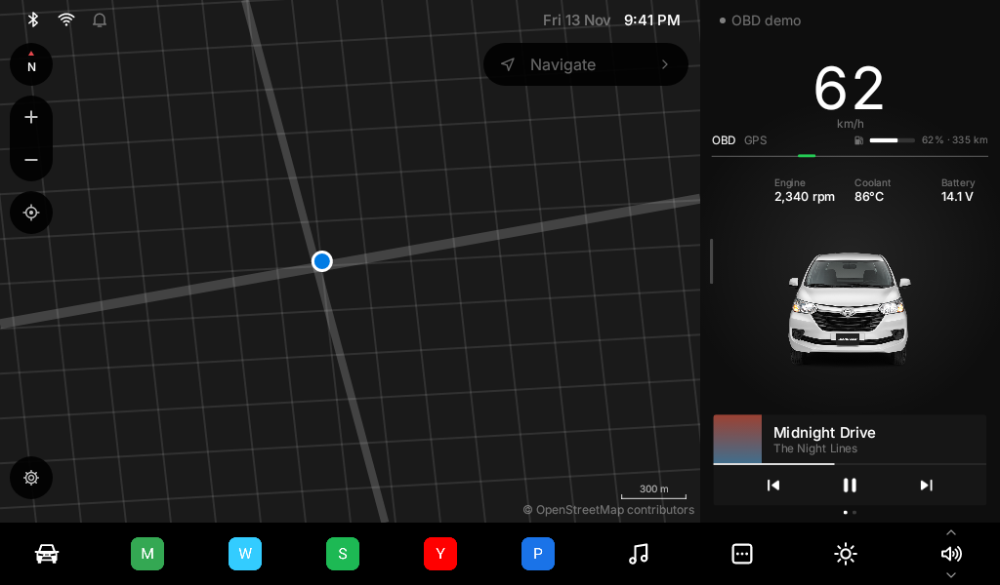 Fri 13 Nov 9:41 PM
OBD demo
N
Navigate
62
km/h
OBD GPS
62% · 335 km
Engine Coolant Battery
2,340 rpm 86°C 14.1 V
Midnight Drive
The Night Lines
300 m
© OpenStreetMap contributors
M W S Y P